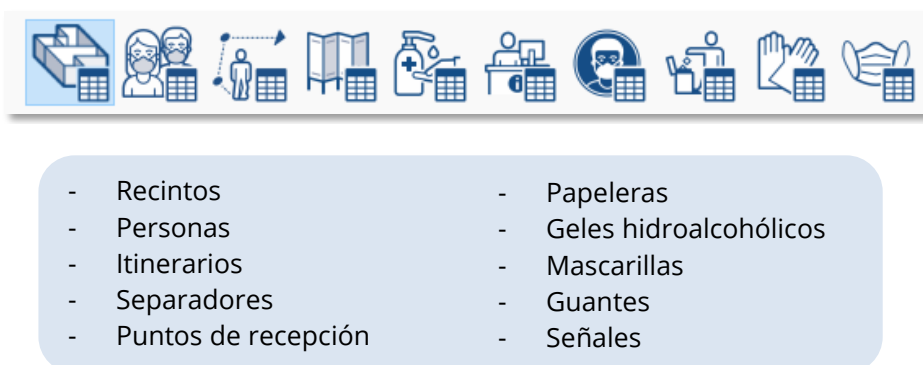 - Recintos
- Personas
- Itinerarios
- Separadores
- Puntos de recepción
- Papeleras
- Geles hidroalcohólicos
- Mascarillas
- Guantes
- Señales